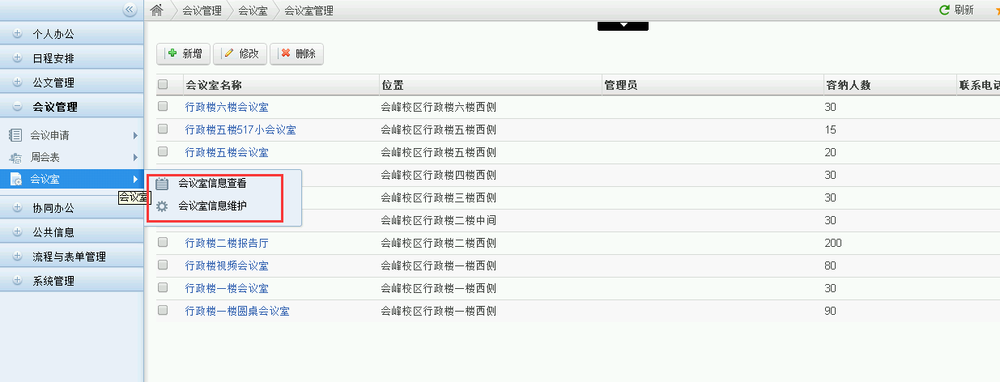 会议管理 会议室 会议室管理 刷新
个人办公
日程安排
公文管理
会议管理
会议申请
周会表
会议室
会议室
协同办公
公共信息
流程与表单管理
系统管理
会议室信息查看
会议室信息维护
新增 修改 删除
会议室名称 位置 管理员 容纳人数 联系电话
行政楼六楼会议室 会峰校区行政楼六楼西侧 30
行政楼五楼517小会议室 会峰校区行政楼五楼西侧 15
行政楼五楼会议室 会峰校区行政楼五楼西侧 20
会峰校区行政楼四楼西侧 30
会峰校区行政楼三楼西侧 30
会峰校区行政楼二楼中间 30
行政楼二楼报告厅 会峰校区行政楼二楼西侧 200
行政楼视频会议室 会峰校区行政楼一楼西侧 80
行政楼一楼会议室 会峰校区行政楼一楼西侧 30
行政楼一楼圆桌会议室 会峰校区行政楼一楼西侧 90